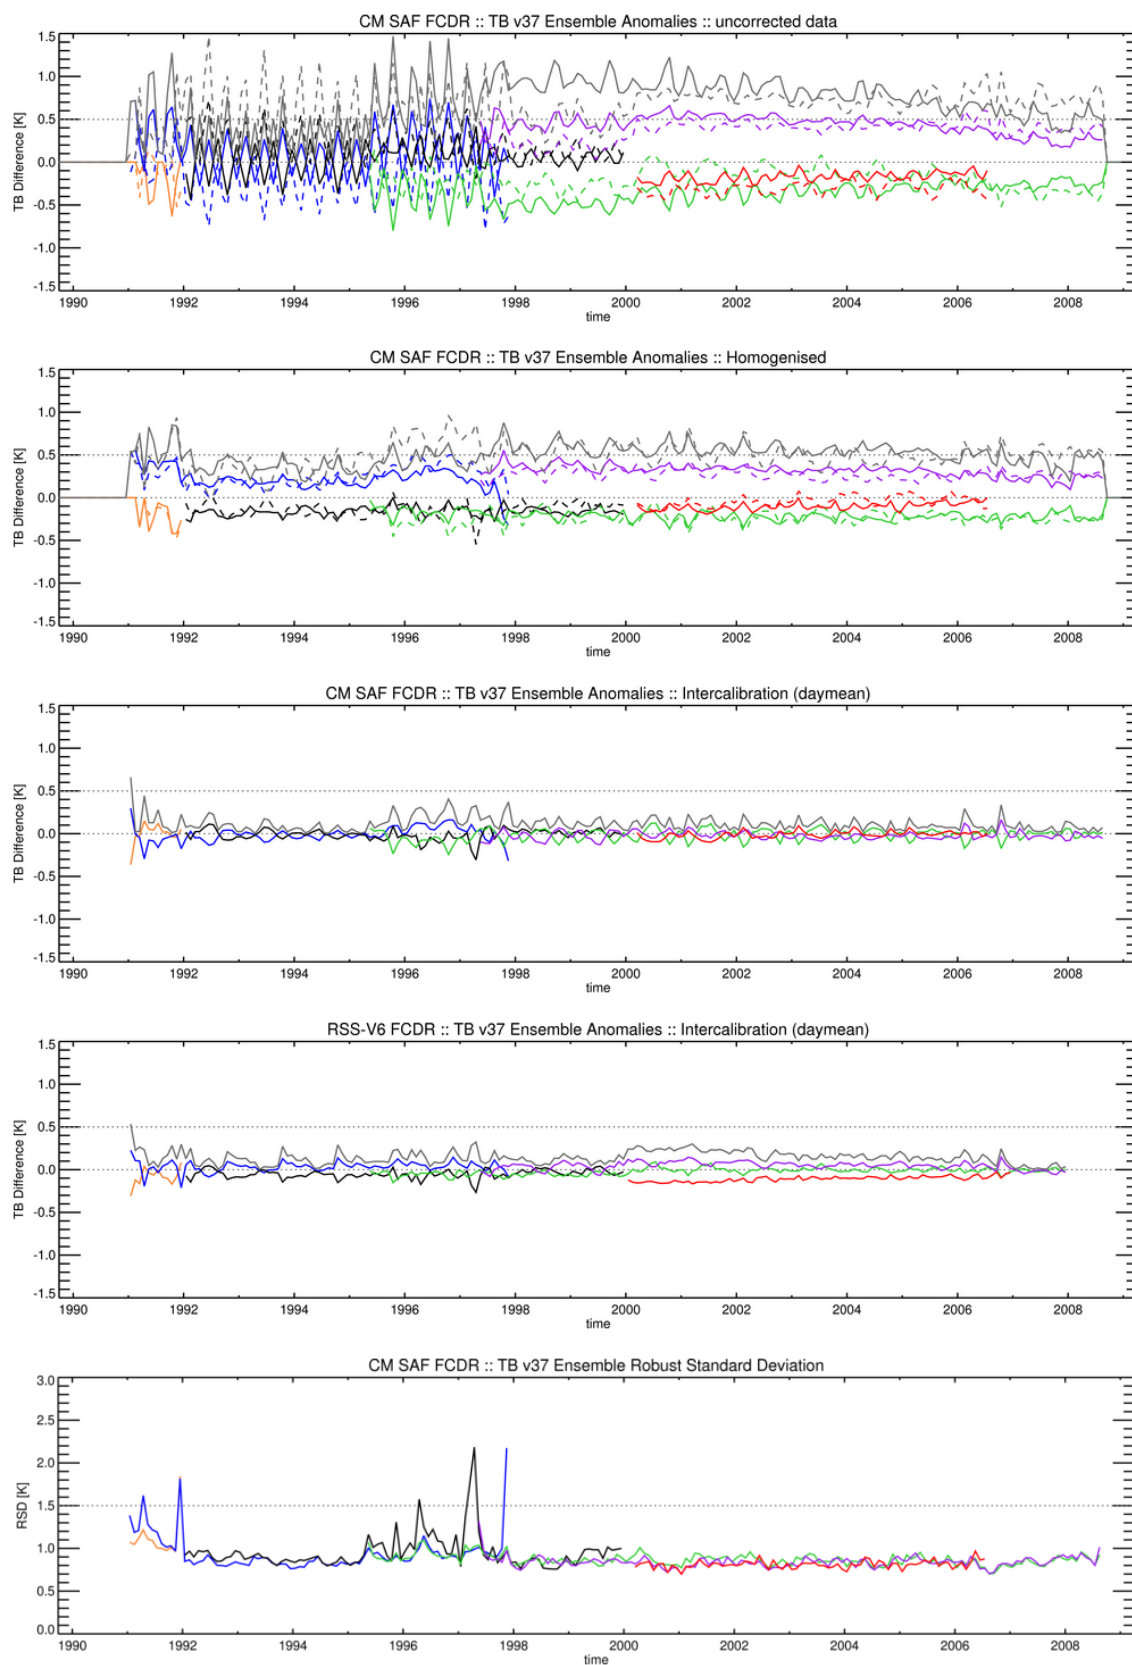 CM SAF FCDR :: TB v37 Ensemble Anomalies :: uncorrected data
1.5
1.0
0.5
0.0
-0.5
-1.0
-1.5
TB Difference [K]
1990 1992 1994 1996 1998 2000 2002 2004 2006 2008
time
CM SAF FCDR :: TB v37 Ensemble Anomalies :: Homogenised
1.5
1.0
0.5
0.0
-0.5
-1.0
-1.5
TB Difference [K]
1990 1992 1994 1996 1998 2000 2002 2004 2006 2008
time
CM SAF FCDR :: TB v37 Ensemble Anomalies :: Intercalibration (daymean)
1.5
1.0
0.5
0.0
-0.5
-1.0
-1.5
TB Difference [K]
1990 1992 1994 1996 1998 2000 2002 2004 2006 2008
time
RSS-V6 FCDR :: TB v37 Ensemble Anomalies :: Intercalibration (daymean)
1.5
1.0
0.5
0.0
-0.5
-1.0
-1.5
TB Difference [K]
1990 1992 1994 1996 1998 2000 2002 2004 2006 2008
time
CM SAF FCDR :: TB v37 Ensemble Robust Standard Deviation
3.0
2.5
2.0
1.5
1.0
0.5
0.0
RSD [K]
1990 1992 1994 1996 1998 2000 2002 2004 2006 2008
time